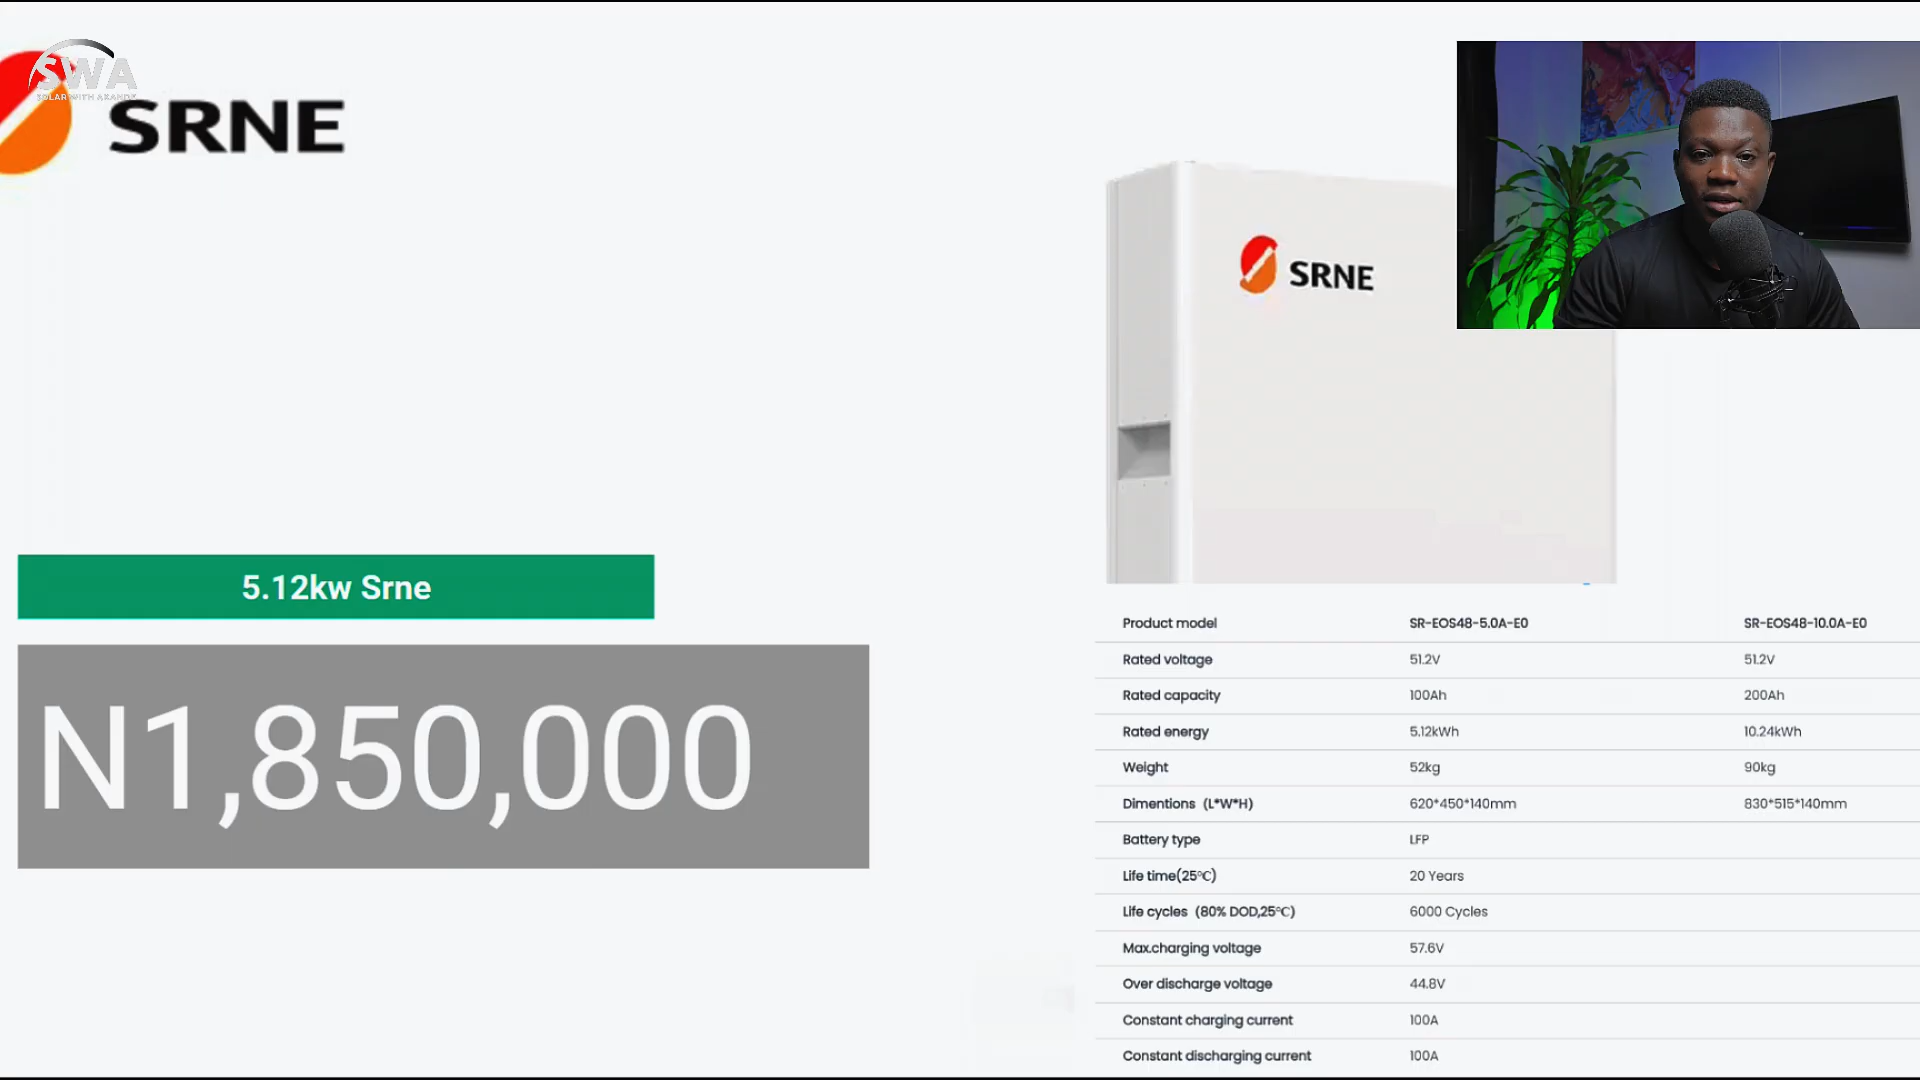 SWA
SOLAR WITH AKANDE
SRNE
SRNE
5.12kw Srne
N1,850,000
Product model SR-EOS48-5.0A-E0 SR-EOS48-10.0A-E0
Rated voltage 51.2V 51.2V
Rated capacity 100Ah 200Ah
Rated energy 5.12kWh 10.24kWh
Weight 52kg 90kg
Dimentions (L*W*H) 620*450*140mm 830*515*140mm
Battery type LFP
Life time(25℃) 20 Years
Life cycles (80% DOD,25℃) 6000 Cycles
Max.charging voltage 57.6V
Over discharge voltage 44.8V
Constant charging current 100A
Constant discharging current 100A